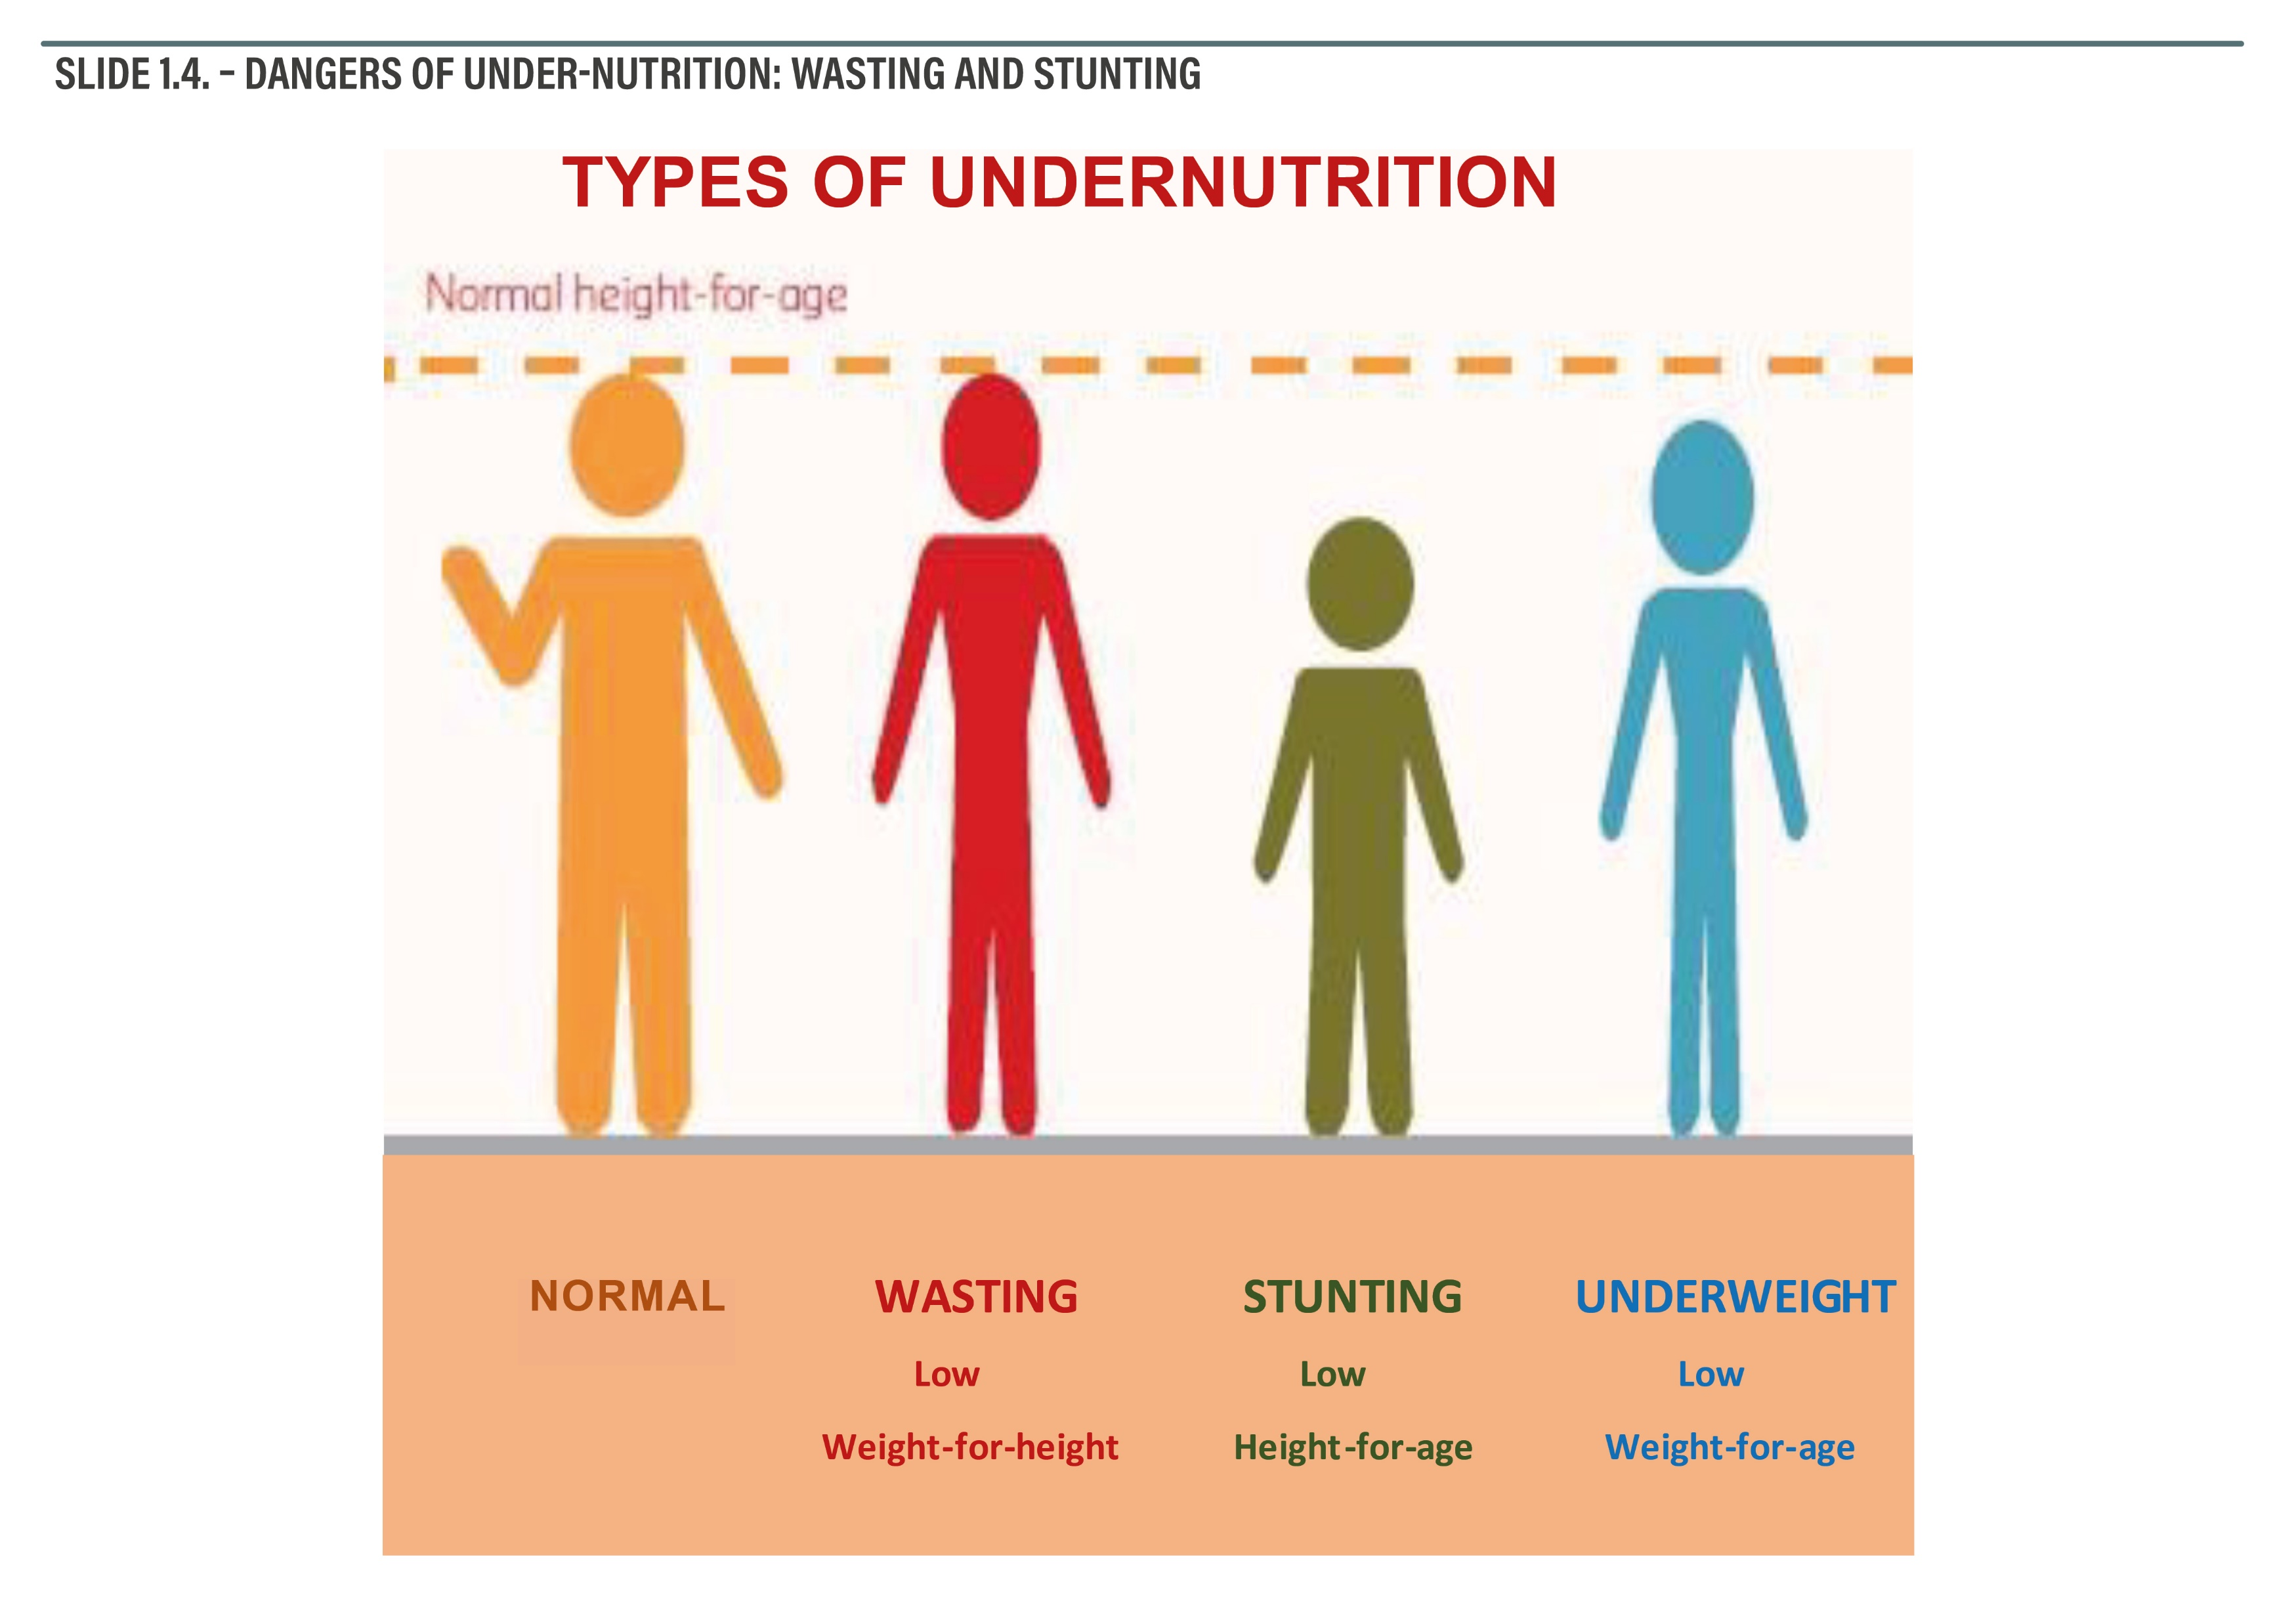 SLIDE 1.4. – DANGERS OF UNDER-NUTRITION: WASTING AND STUNTING
TYPES OF UNDERNUTRITION
Normal height-for-age
NORMAL
WASTING
Low
Weight-for-height
STUNTING
Low
Height-for-age
UNDERWEIGHT
Low
Weight-for-age